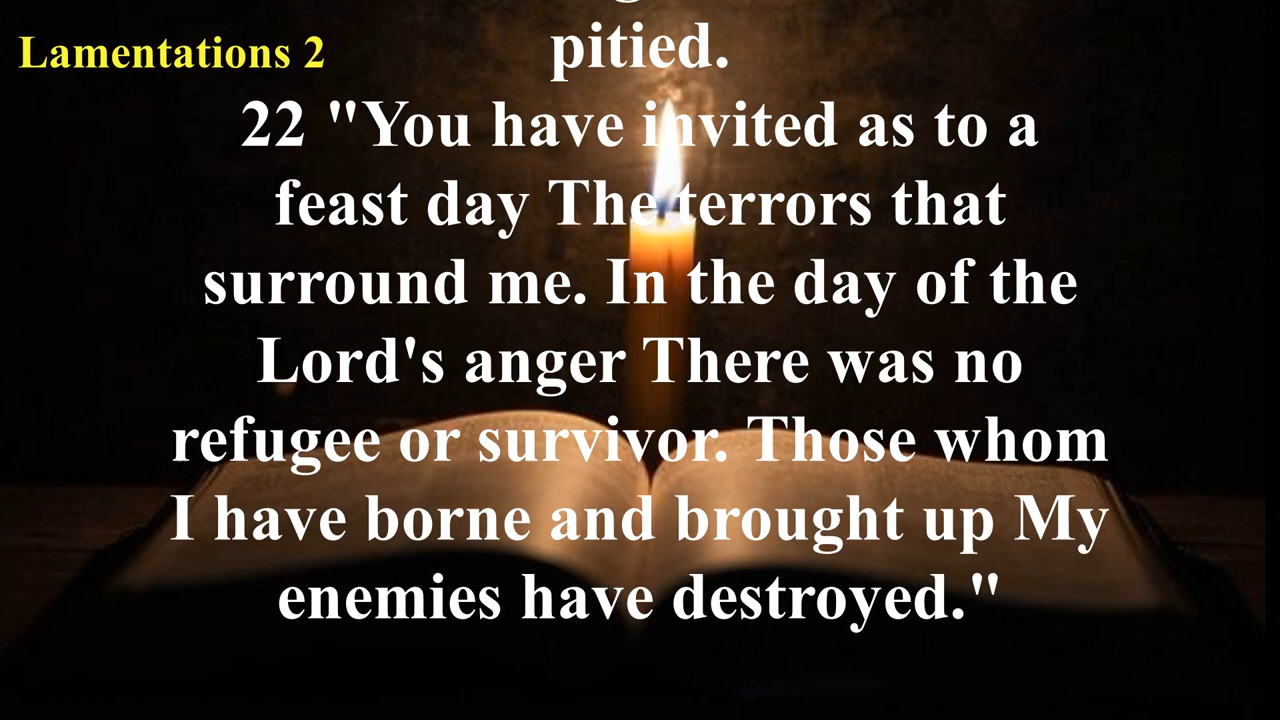 Lamentations 2
pitied.
22 "You have invited as to a
feast day The terrors that
surround me. In the day of the
Lord's anger There was no
refugee or survivor. Those whom
I have borne and brought up My
enemies have destroyed."